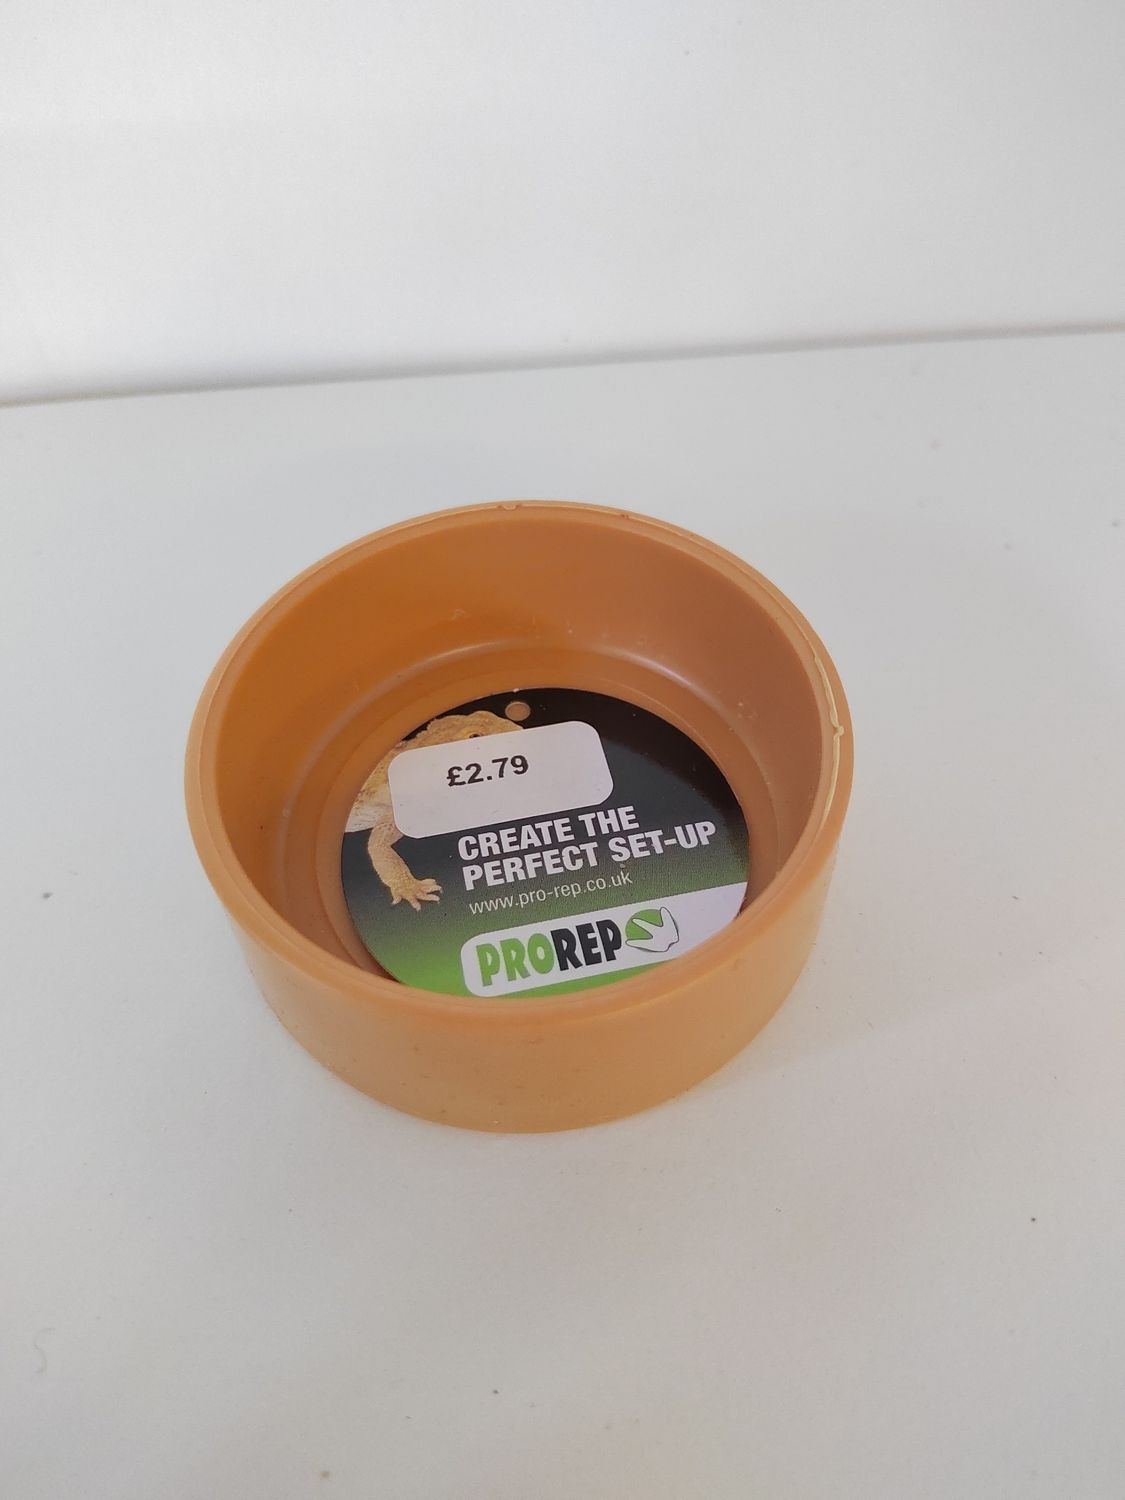 £2.79
CREATE THE
PERFECT SET-UP
www.pro-rep.co.uk
PROREP